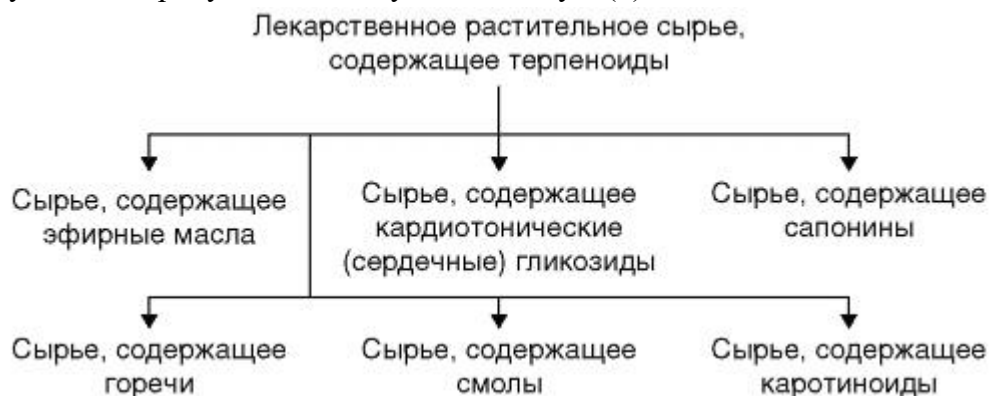 Лекарственное растительное сырье,
содержащее терпеноиды
Сырье, содержащее
эфирные масла
Сырье, содержащее
кардиотонические
(сердечные) гликозиды
Сырье, содержащее
сапонины
Сырье, содержащее
горечи
Сырье, содержащее
смолы
Сырье, содержащее
каротиноиды